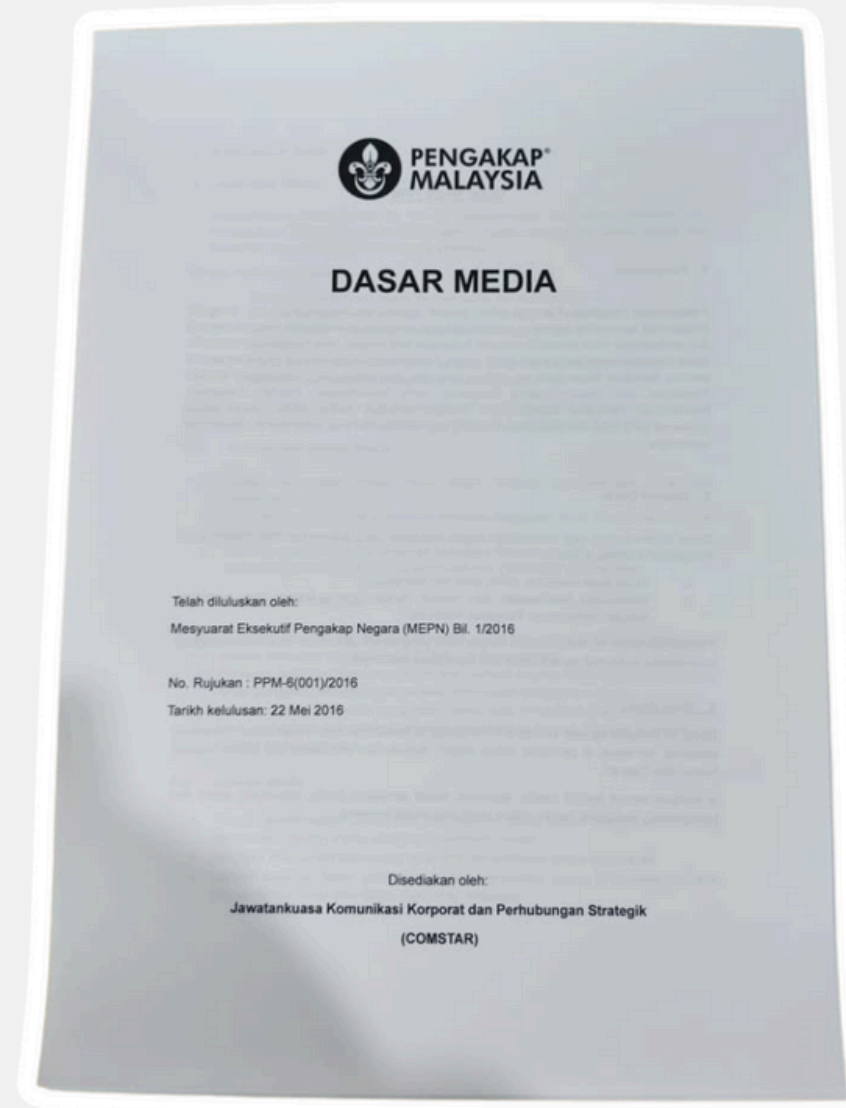 PENGAKAP®
MALAYSIA
DASAR MEDIA
Telah diluluskan oleh:
Mesyuarat Eksekutif Pengakap Negara (MEPN) Bil. 1/2016
No. Rujukan : PPM-6(001)/2016
Tarikh kelulusan: 22 Mei 2016
Disediakan oleh:
Jawatankuasa Komunikasi Korporat dan Perhubungan Strategik
(COMSTAR)